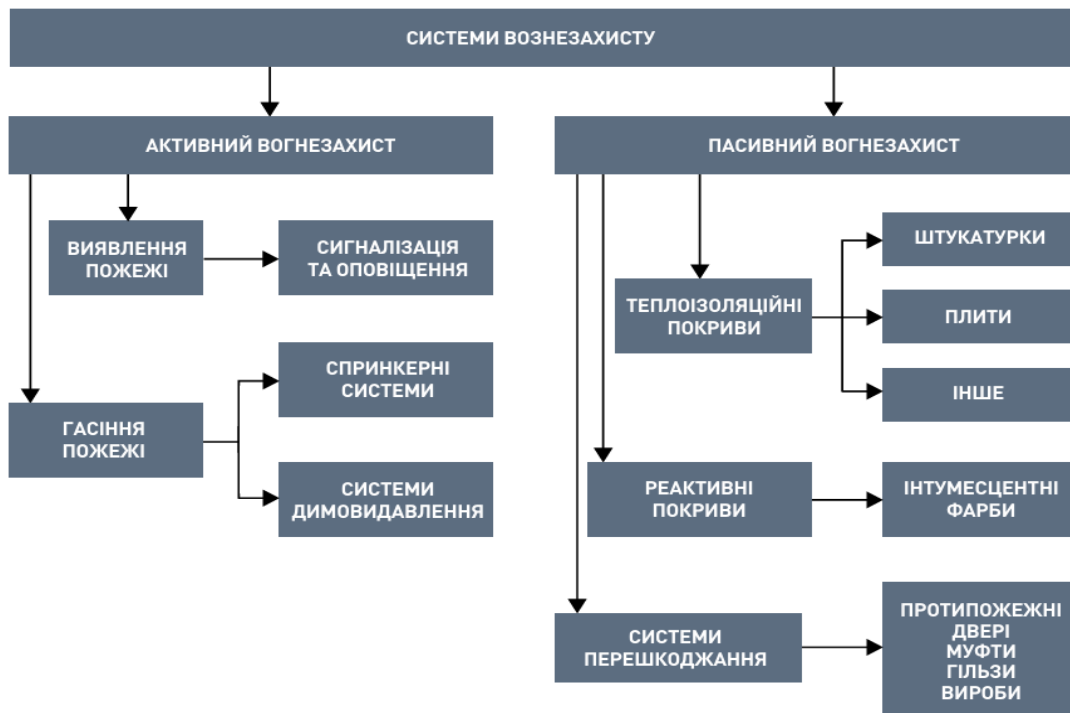 СИСТЕМИ ВОЗНЕЗАХИСТУ
АКТИВНИЙ ВОГНЕЗАХИСТ
ВИЯВЛЕННЯ
ПОЖЕЖІ
СИГНАЛІЗАЦІЯ
ТА ОПОВІЩЕННЯ
ГАСІННЯ
ПОЖЕЖІ
СПРИНКЕРНІ
СИСТЕМИ
СИСТЕМИ
ДИМОВИДАВЛЕННЯ
ПАСИВНИЙ ВОГНЕЗАХИСТ
ТЕПЛОІЗОЛЯЦІЙНІ
ПОКРИВИ
ШТУКАТУРКИ
ПЛИТИ
ІНШЕ
РЕАКТИВНІ
ПОКРИВИ
ІНТУМЕСЦЕНТНІ
ФАРБИ
СИСТЕМИ
ПЕРЕШКОДЖАННЯ
ПРОТИПОЖЕЖНІ
ДВЕРІ
МУФТИ
ГІЛЬЗИ
ВИРОБИ